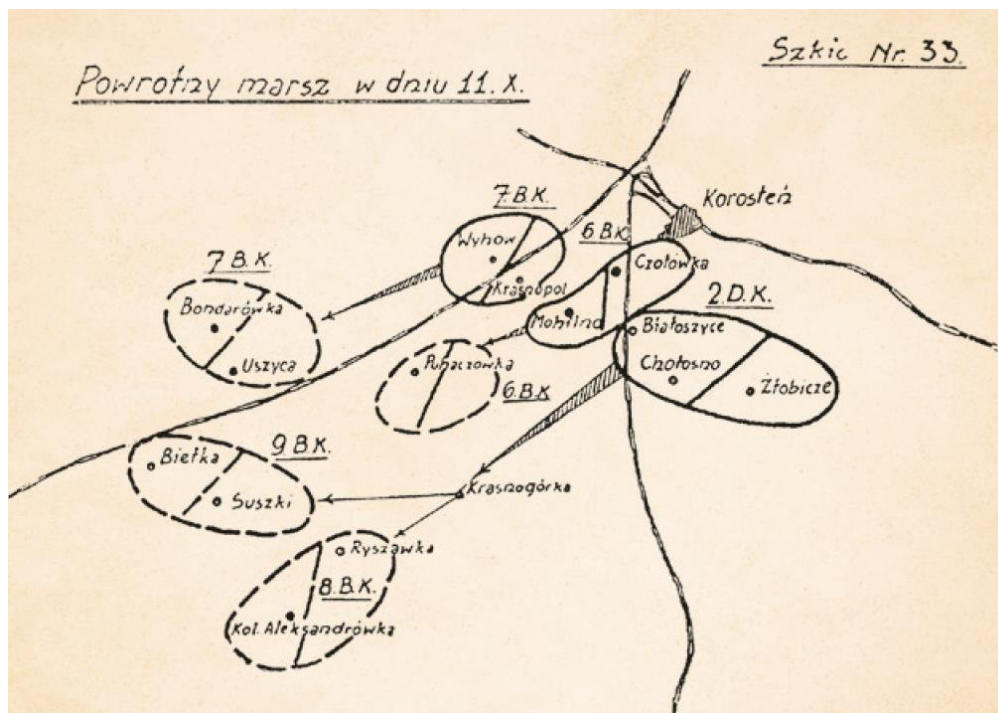 Szkic Nr. 33.
Powrotny marsz w dniu 11. X.
7. B. K.
Wyhow
Krasnopol
6. B. K.
Korosteń
Czołówka
Mohilno
7. B. K.
Bondarówka
Uszyca
2. D. K.
Białoszyce
Chołosno
Żłobicze
Puhaczówka
6. B. K.
9. B. K.
Biełka
Suszki
Krasnogórka
Ryszawka
8. B. K.
Kol. Aleksandrówka